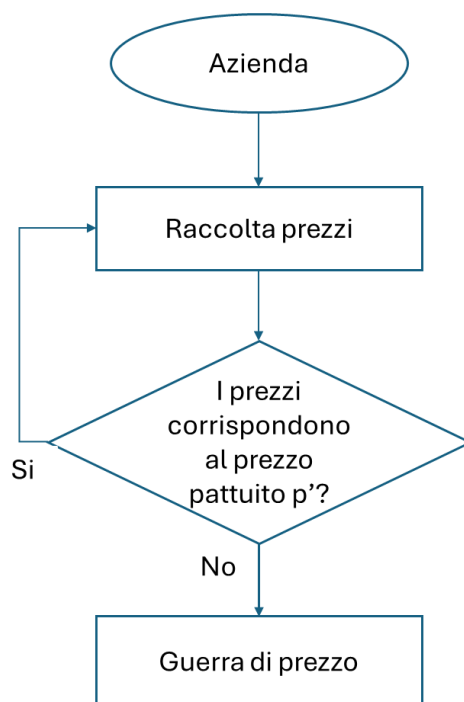 Azienda
Raccolta prezzi
I prezzi
corrispondono
al prezzo
pattuito p’?
Si
No
Guerra di prezzo